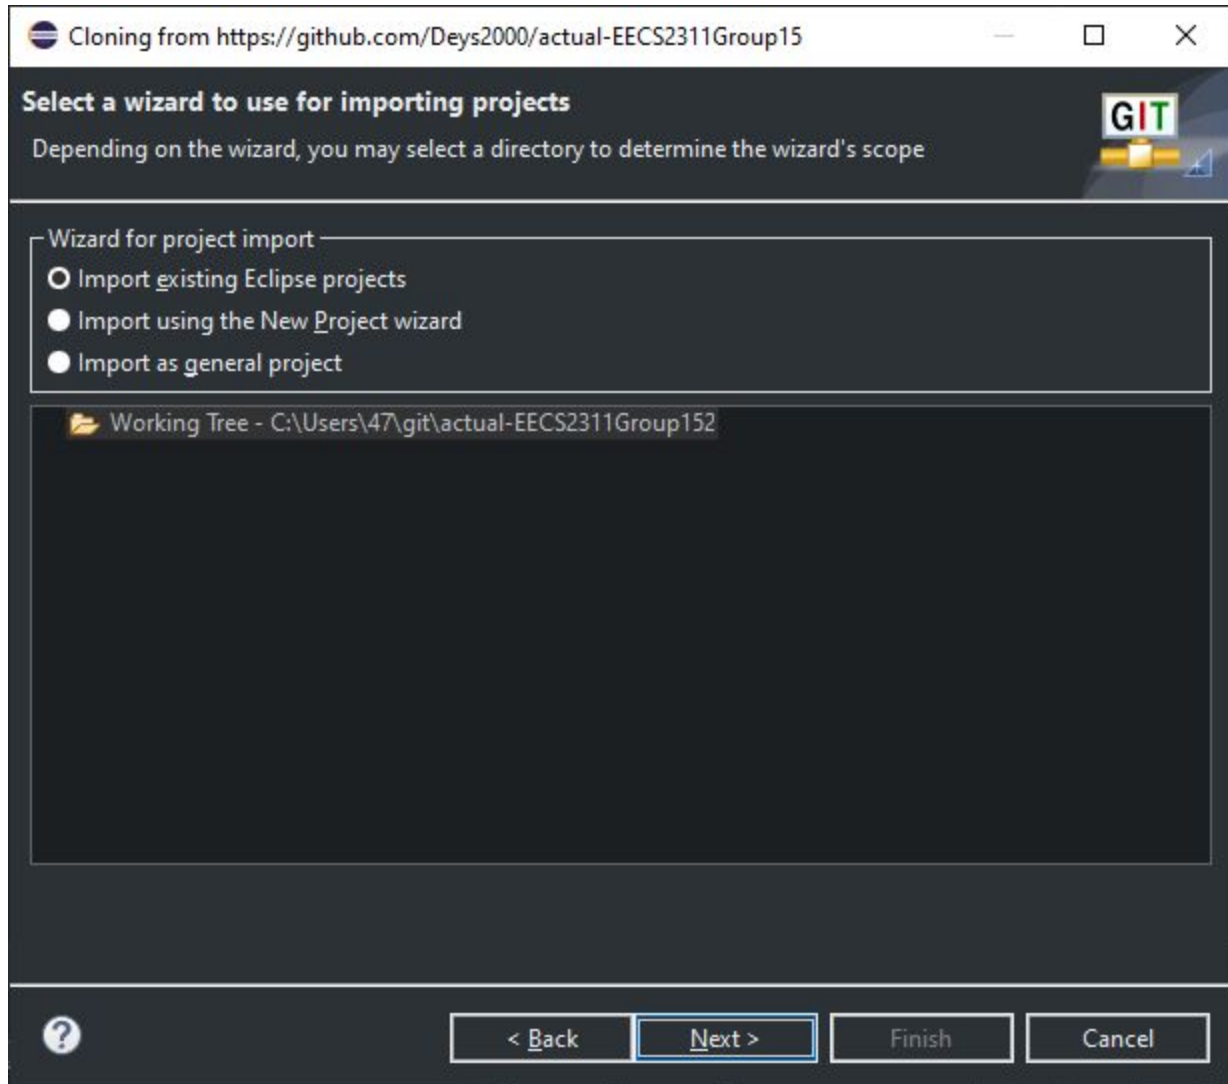 Cloning from https://github.com/Deys2000/actual-EECS2311Group15
Select a wizard to use for importing projects
Depending on the wizard, you may select a directory to determine the wizard's scope
GIT
Wizard for project import
Import existing Eclipse projects
Import using the New Project wizard
Import as general project
Working Tree - C:\Users\47\git\actual-EECS2311Group152
? < Back Next > Finish Cancel